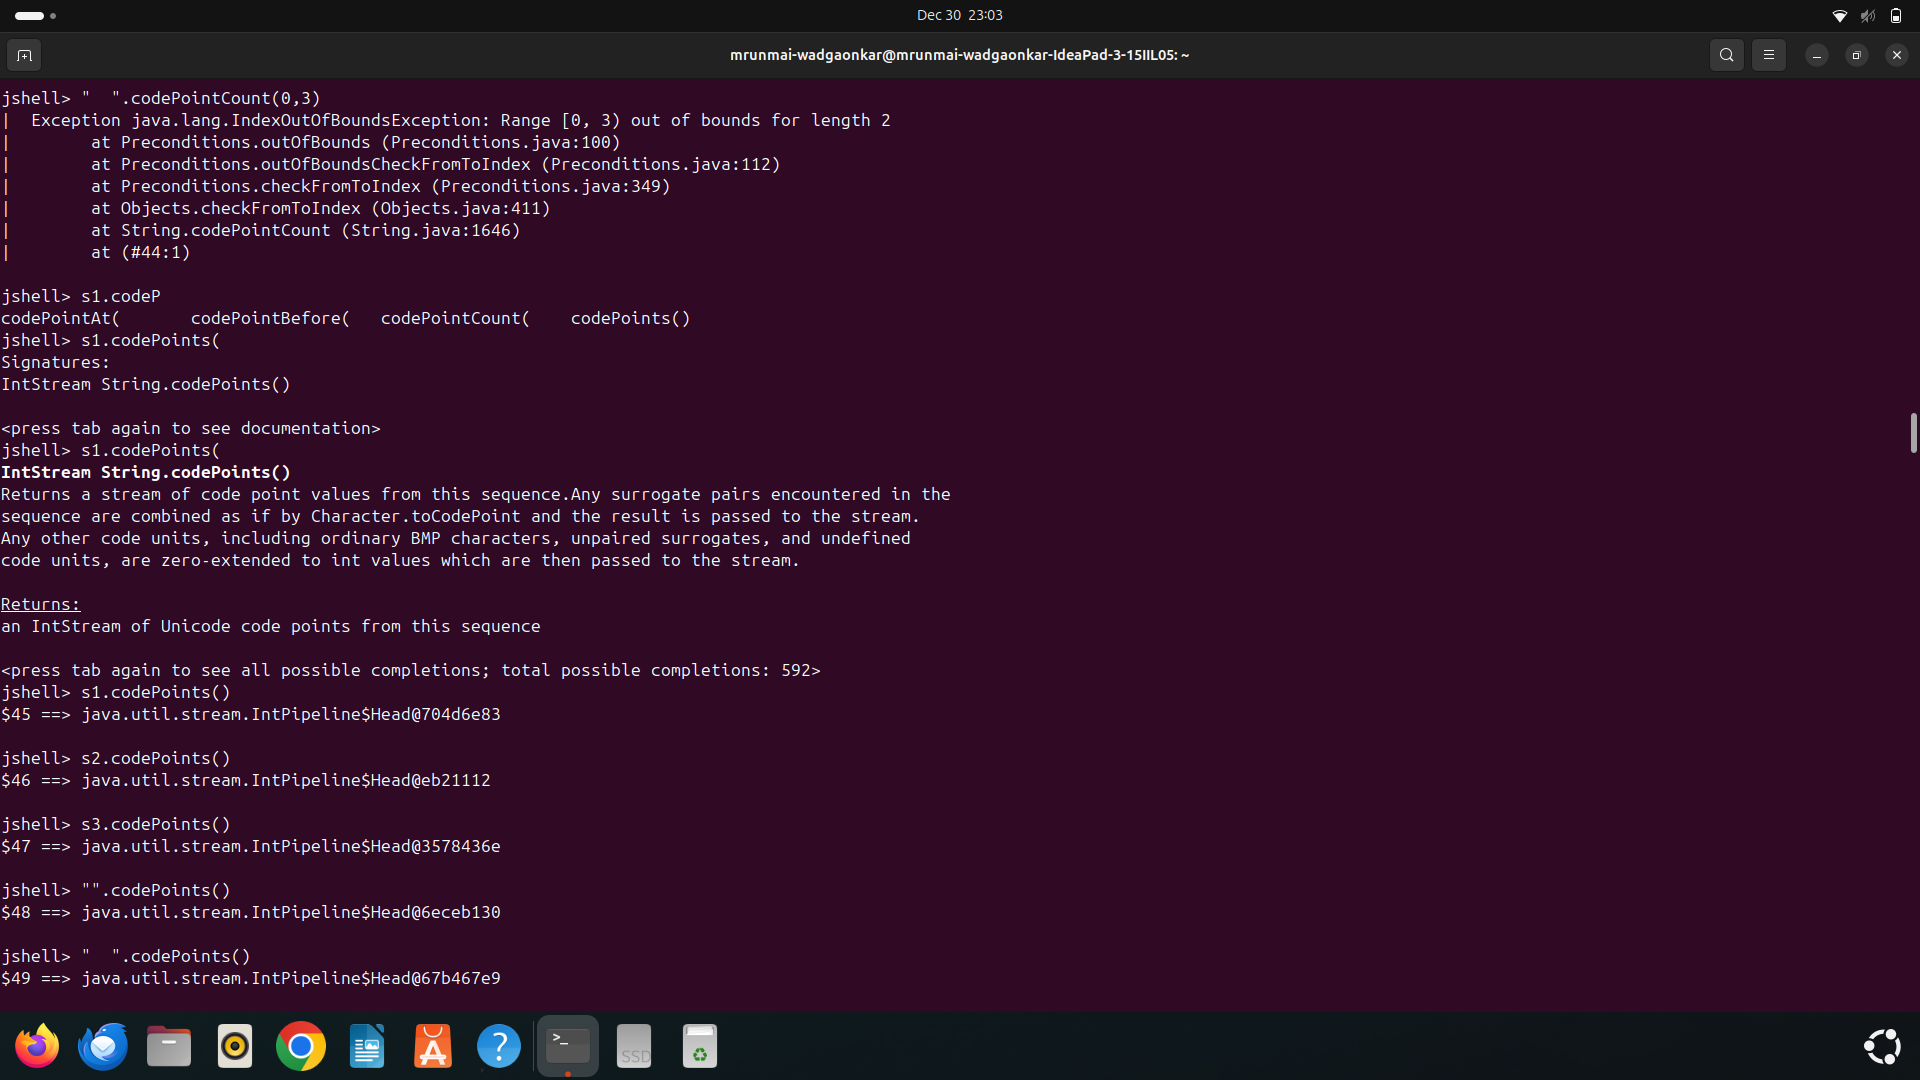 Dec 30  23:03
mrunmai-wadgaonkar@mrunmai-wadgaonkar-IdeaPad-3-15IIL05: ~
jshell> "  ".codePointCount(0,3)
|  Exception java.lang.IndexOutOfBoundsException: Range [0, 3) out of bounds for length 2
|        at Preconditions.outOfBounds (Preconditions.java:100)
|        at Preconditions.outOfBoundsCheckFromToIndex (Preconditions.java:112)
|        at Preconditions.checkFromToIndex (Preconditions.java:349)
|        at Objects.checkFromToIndex (Objects.java:411)
|        at String.codePointCount (String.java:1646)
|        at (#44:1)
jshell> s1.codeP
codePointAt(       codePointBefore(   codePointCount(    codePoints()
jshell> s1.codePoints(
Signatures:
IntStream String.codePoints()
<press tab again to see documentation>
jshell> s1.codePoints(
IntStream String.codePoints()
Returns a stream of code point values from this sequence.Any surrogate pairs encountered in the
sequence are combined as if by Character.toCodePoint and the result is passed to the stream.
Any other code units, including ordinary BMP characters, unpaired surrogates, and undefined
code units, are zero-extended to int values which are then passed to the stream.
Returns:
an IntStream of Unicode code points from this sequence
<press tab again to see all possible completions; total possible completions: 592>
jshell> s1.codePoints()
$45 ==> java.util.stream.IntPipeline$Head@704d6e83
jshell> s2.codePoints()
$46 ==> java.util.stream.IntPipeline$Head@eb21112
jshell> s3.codePoints()
$47 ==> java.util.stream.IntPipeline$Head@3578436e
jshell> "".codePoints()
$48 ==> java.util.stream.IntPipeline$Head@6eceb130
jshell> "  ".codePoints()
$49 ==> java.util.stream.IntPipeline$Head@67b467e9
SSD